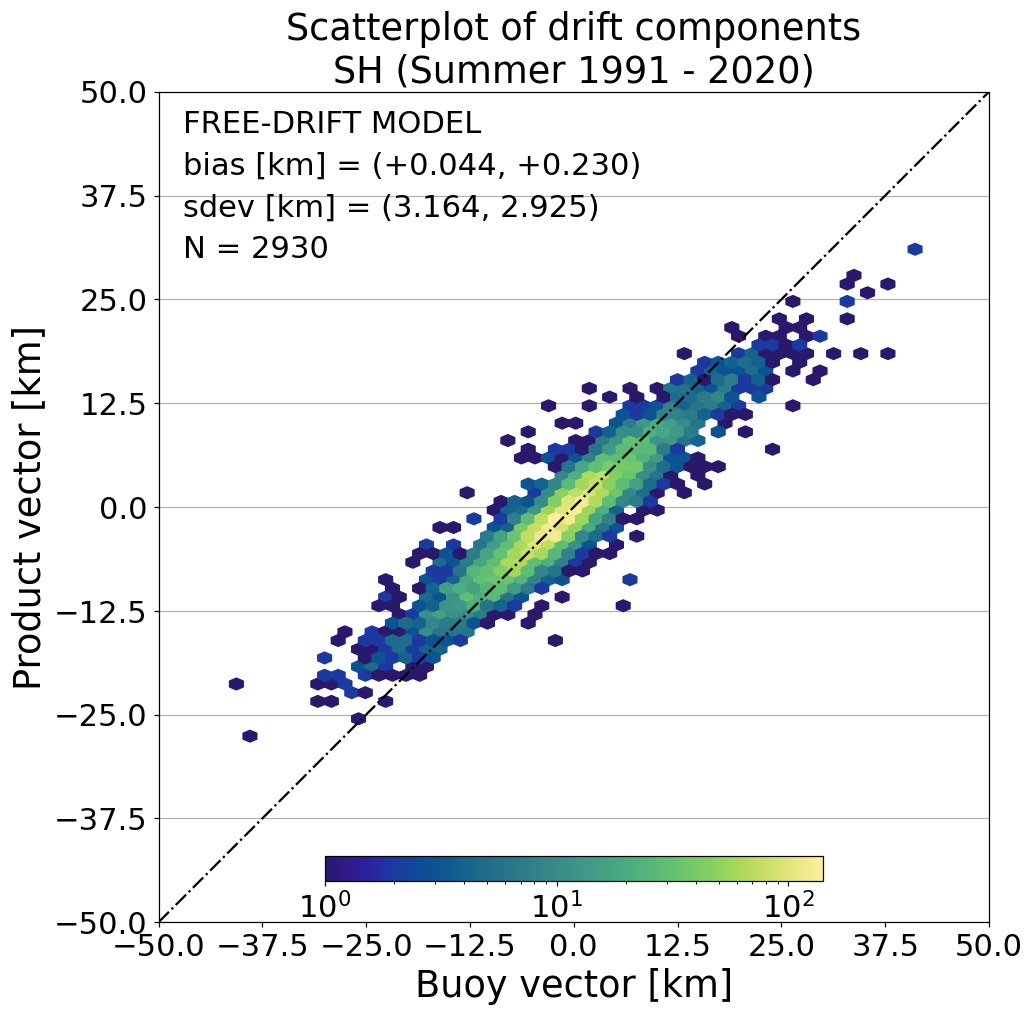 Scatterplot of drift components
SH (Summer 1991 - 2020)
50.0
37.5
25.0
12.5
0.0
−12.5
−25.0
−37.5
−50.0
Product vector [km]
FREE-DRIFT MODEL
bias [km] = (+0.044, +0.230)
sdev [km] = (3.164, 2.925)
N = 2930
10⁰ 10¹ 10²
−50.0 −37.5 −25.0 −12.5 0.0 12.5 25.0 37.5 50.0
Buoy vector [km]